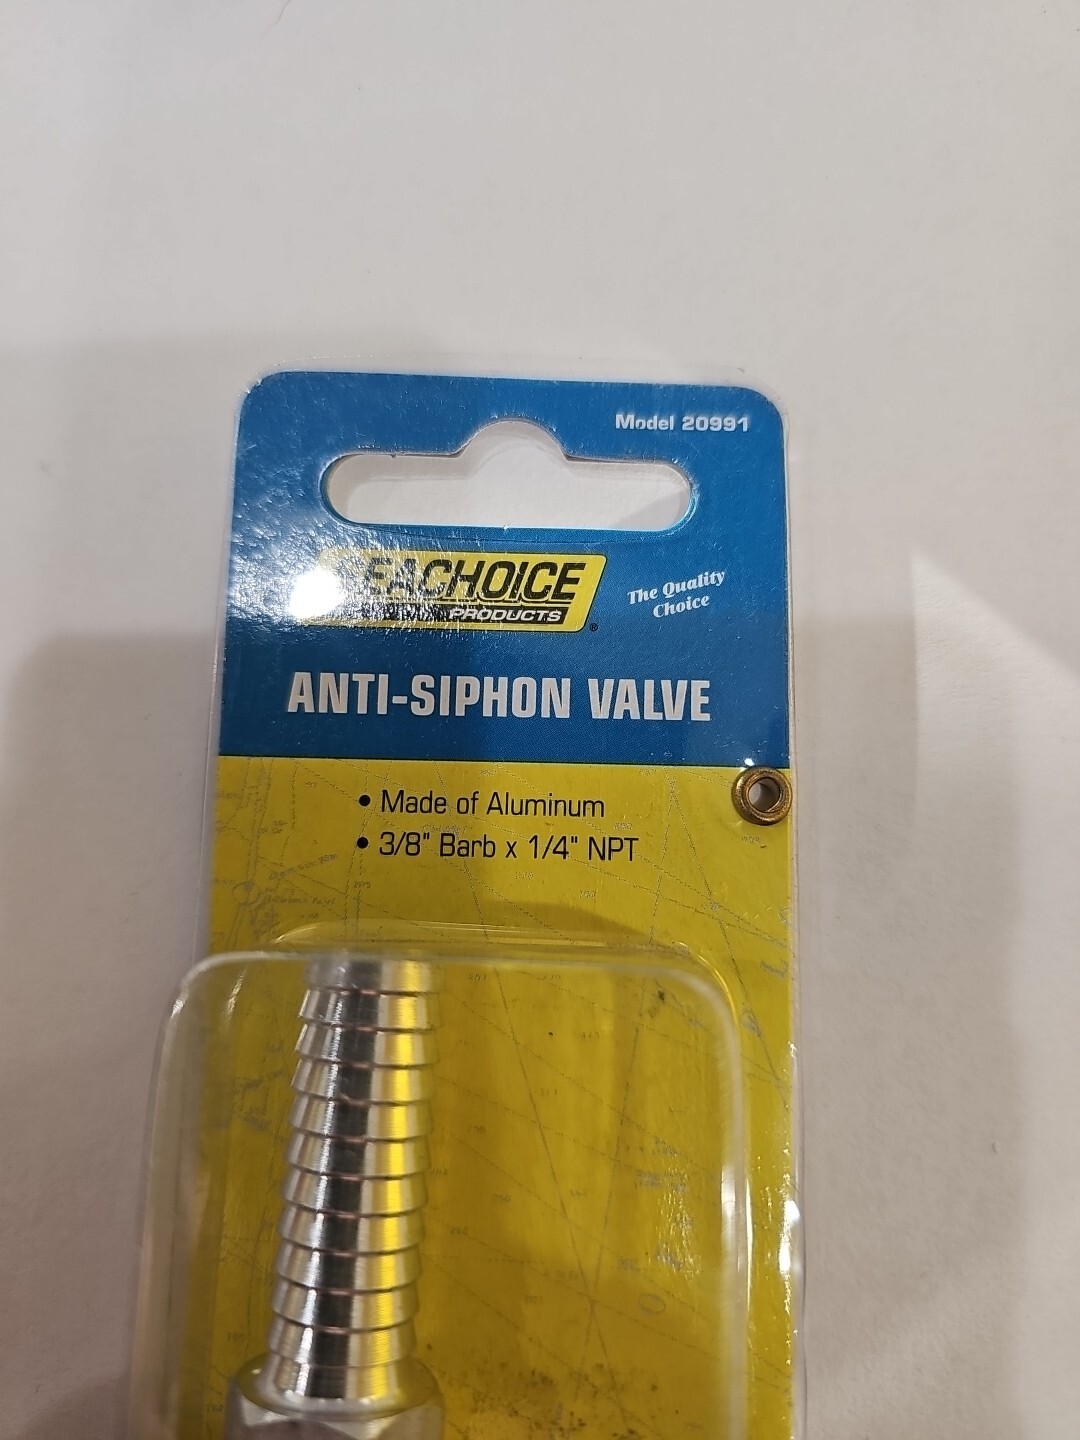 Model 20991
EACHOICE
PRODUCTS
®
The Quality
Choice
ANTI-SIPHON VALVE
• Made of Aluminum
• 3/8" Barb x 1/4" NPT